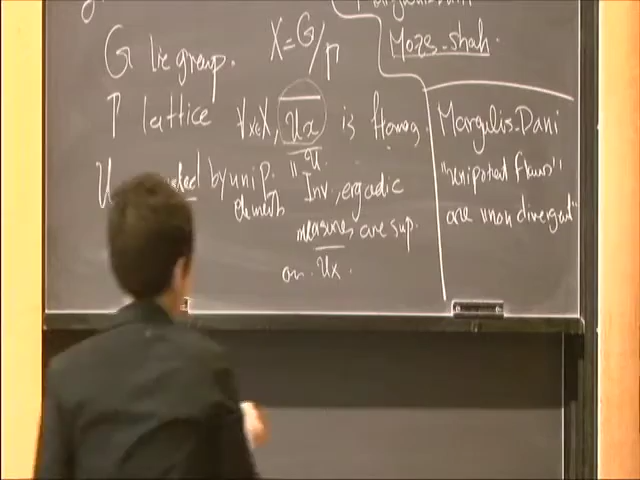 G Lie group. X = G/Γ
Γ lattice ∀x∈X, Ux is Homog.
U by unip. elements
"U- Inv, ergodic
measures are sup.
on Ux.
Mozes-Shah.
Margulis-Dani
"unipotent flows"
are "non divergent"